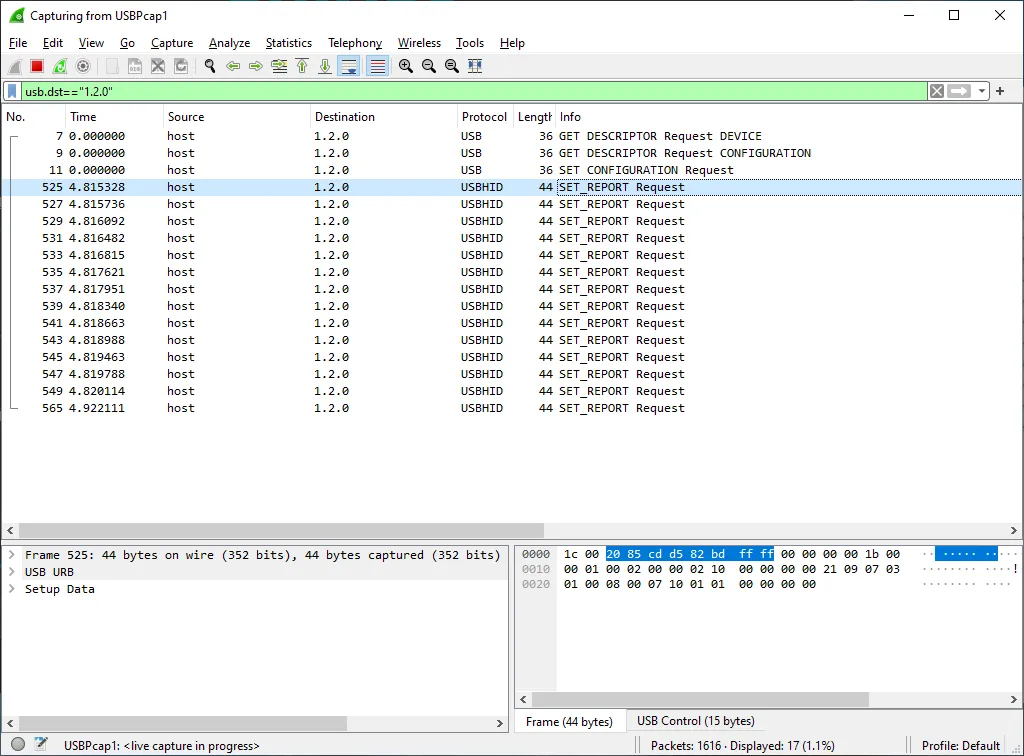 Capturing from USBPcap1
File Edit View Go Capture Analyze Statistics Telephony Wireless Tools Help
usb.dst=="1.2.0"
No. Time Source Destination Protocol Length Info
7 0.000000 host 1.2.0 USB 36 GET DESCRIPTOR Request DEVICE
9 0.000000 host 1.2.0 USB 36 GET DESCRIPTOR Request CONFIGURATION
11 0.000000 host 1.2.0 USB 36 SET CONFIGURATION Request
525 4.815328 host 1.2.0 USBHID 44 SET_REPORT Request
527 4.815736 host 1.2.0 USBHID 44 SET_REPORT Request
529 4.816092 host 1.2.0 USBHID 44 SET_REPORT Request
531 4.816482 host 1.2.0 USBHID 44 SET_REPORT Request
533 4.816815 host 1.2.0 USBHID 44 SET_REPORT Request
535 4.817621 host 1.2.0 USBHID 44 SET_REPORT Request
537 4.817951 host 1.2.0 USBHID 44 SET_REPORT Request
539 4.818340 host 1.2.0 USBHID 44 SET_REPORT Request
541 4.818663 host 1.2.0 USBHID 44 SET_REPORT Request
543 4.818988 host 1.2.0 USBHID 44 SET_REPORT Request
545 4.819463 host 1.2.0 USBHID 44 SET_REPORT Request
547 4.819788 host 1.2.0 USBHID 44 SET_REPORT Request
549 4.820114 host 1.2.0 USBHID 44 SET_REPORT Request
565 4.922111 host 1.2.0 USBHID 44 SET_REPORT Request
Frame 525: 44 bytes on wire (352 bits), 44 bytes captured (352 bits)
USB URB
Setup Data
0000 1c 00 20 85 cd d5 82 bd ff ff 00 00 00 00 1b 00 ················
0010 00 01 00 02 00 00 02 10 00 00 00 00 21 09 07 03 ············!
0020 01 00 08 00 07 10 01 01 00 00 00 00 ············
Frame (44 bytes) USB Control (15 bytes)
USBPcap1: <live capture in progress> Packets: 1616 · Displayed: 17 (1.1%) Profile: Default